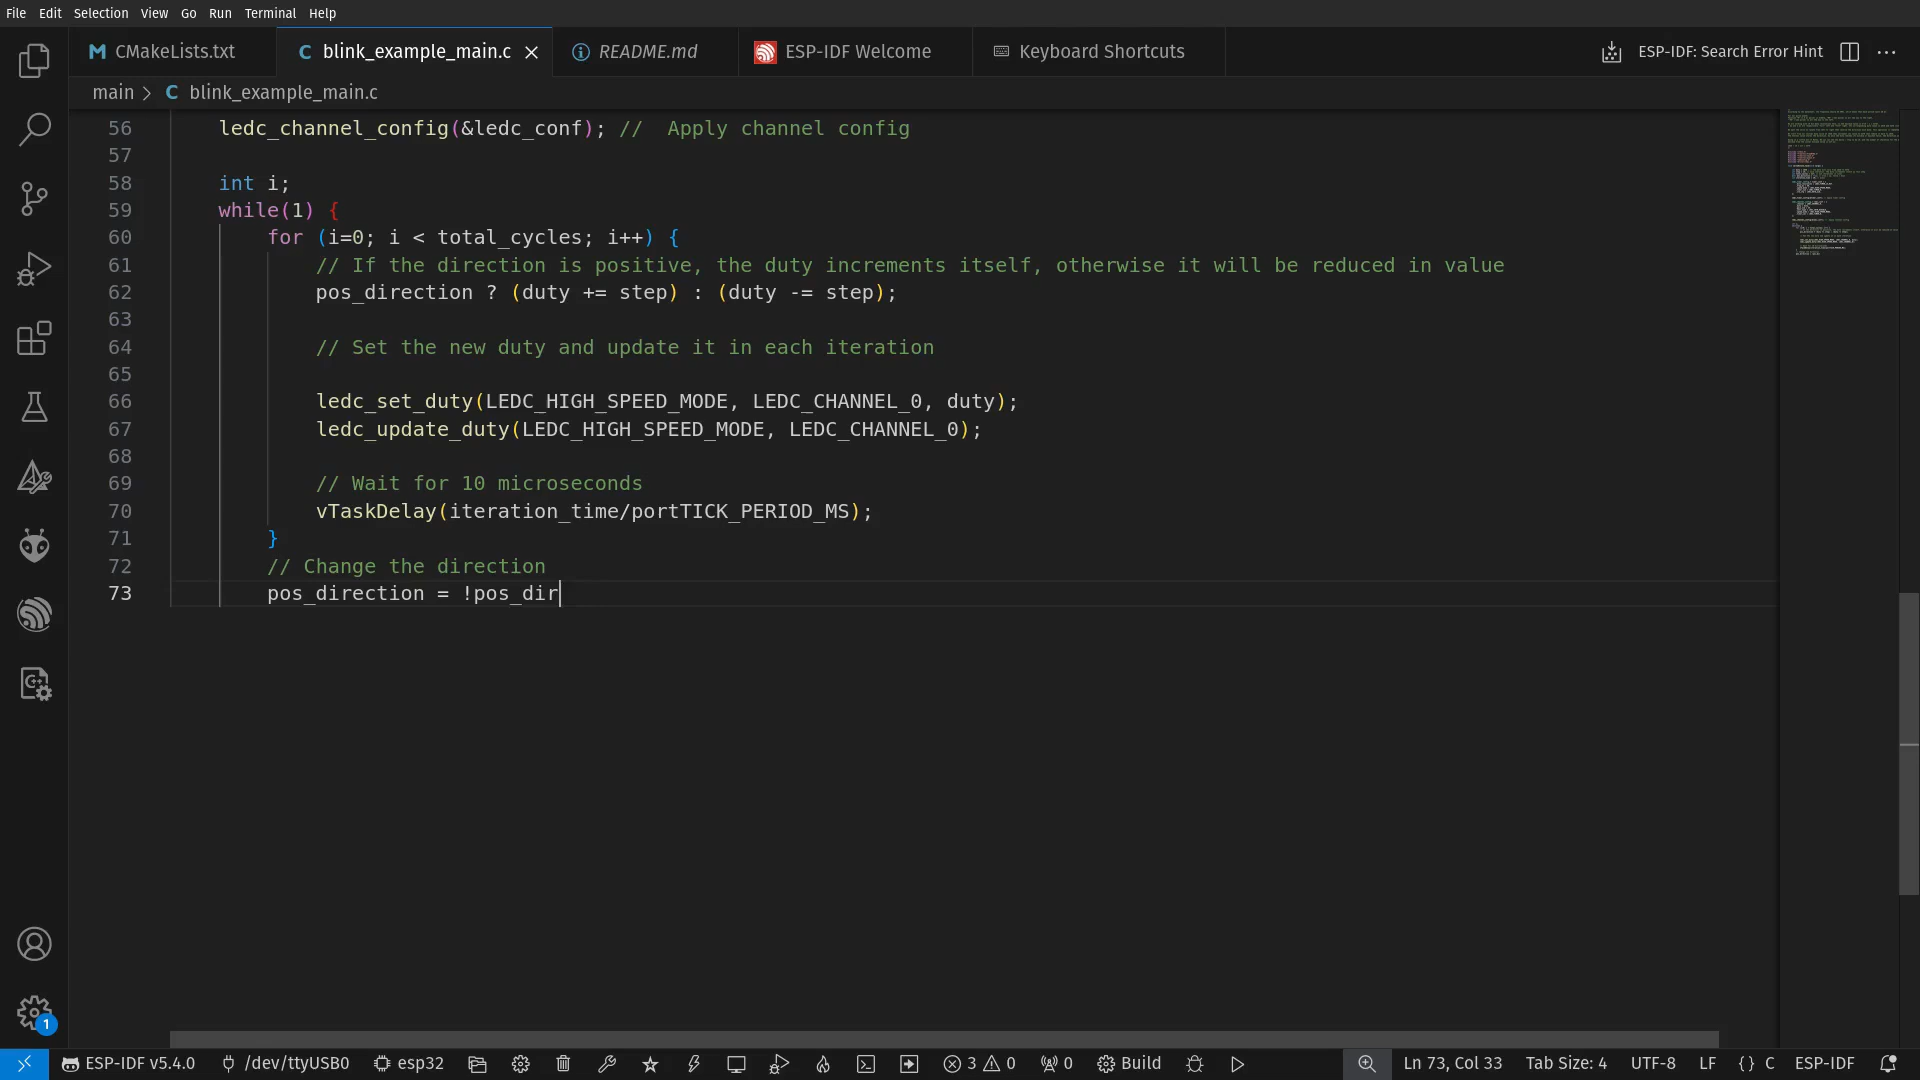 File Edit Selection View Go Run Terminal Help
CMakeLists.txt blink_example_main.c README.md ESP-IDF Welcome Keyboard Shortcuts ESP-IDF: Search Error Hint
main > C blink_example_main.c
56 ledc_channel_config(&ledc_conf); //  Apply channel config
57
58 int i;
59 while(1) {
60 for (i=0; i < total_cycles; i++) {
61 // If the direction is positive, the duty increments itself, otherwise it will be reduced in value
62 pos_direction ? (duty += step) : (duty -= step);
63
64 // Set the new duty and update it in each iteration
65
66 ledc_set_duty(LEDC_HIGH_SPEED_MODE, LEDC_CHANNEL_0, duty);
67 ledc_update_duty(LEDC_HIGH_SPEED_MODE, LEDC_CHANNEL_0);
68
69 // Wait for 10 microseconds
70 vTaskDelay(iteration_time/portTICK_PERIOD_MS);
71 }
72 // Change the direction
73 pos_direction = !pos_dir
1
ESP-IDF v5.4.0 /dev/ttyUSB0 esp32 3 0 0 Build Ln 73, Col 33 Tab Size: 4 UTF-8 LF {} C ESP-IDF